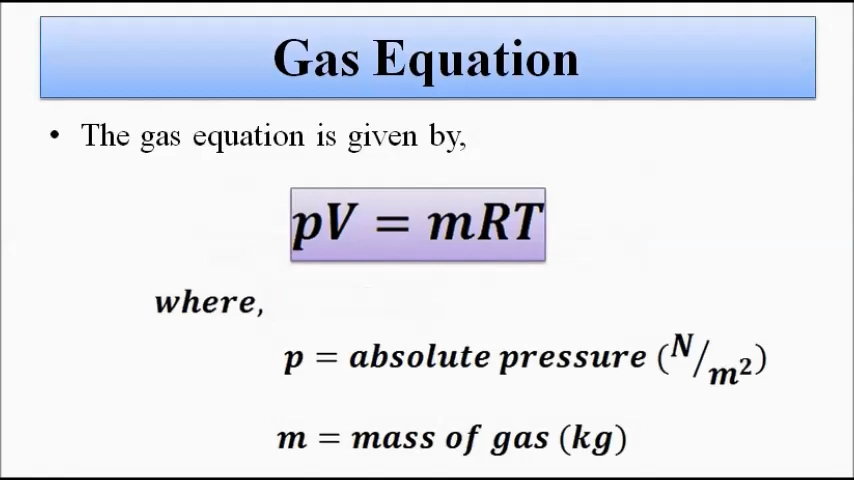 Gas Equation
• The gas equation is given by,
pV = mRT
where,
p = absolute pressure (N/m²)
m = mass of gas (kg)